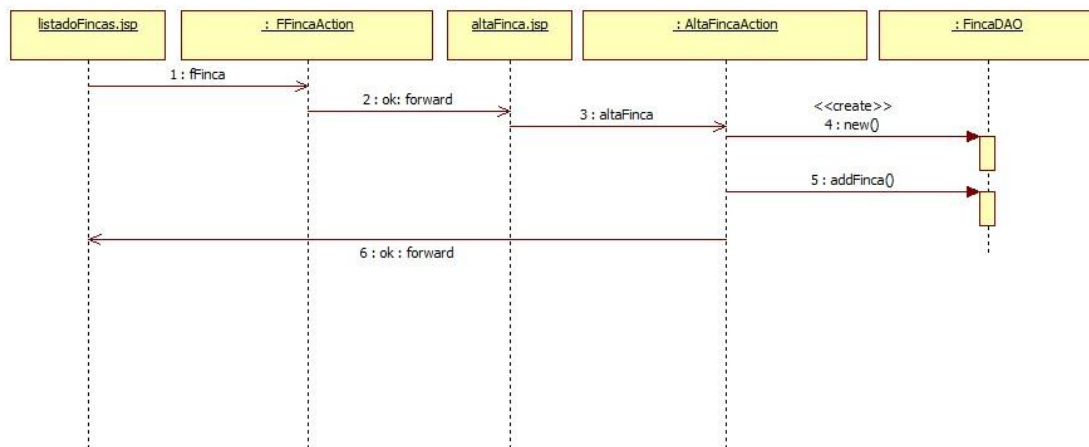 listadoFincas.jsp
: FFincaAction
altaFinca.jsp
: AltaFincaAction
: FincaDAO
1 : fFinca
2 : ok: forward
3 : altaFinca
<<create>>
4 : new()
5 : addFinca()
6 : ok : forward